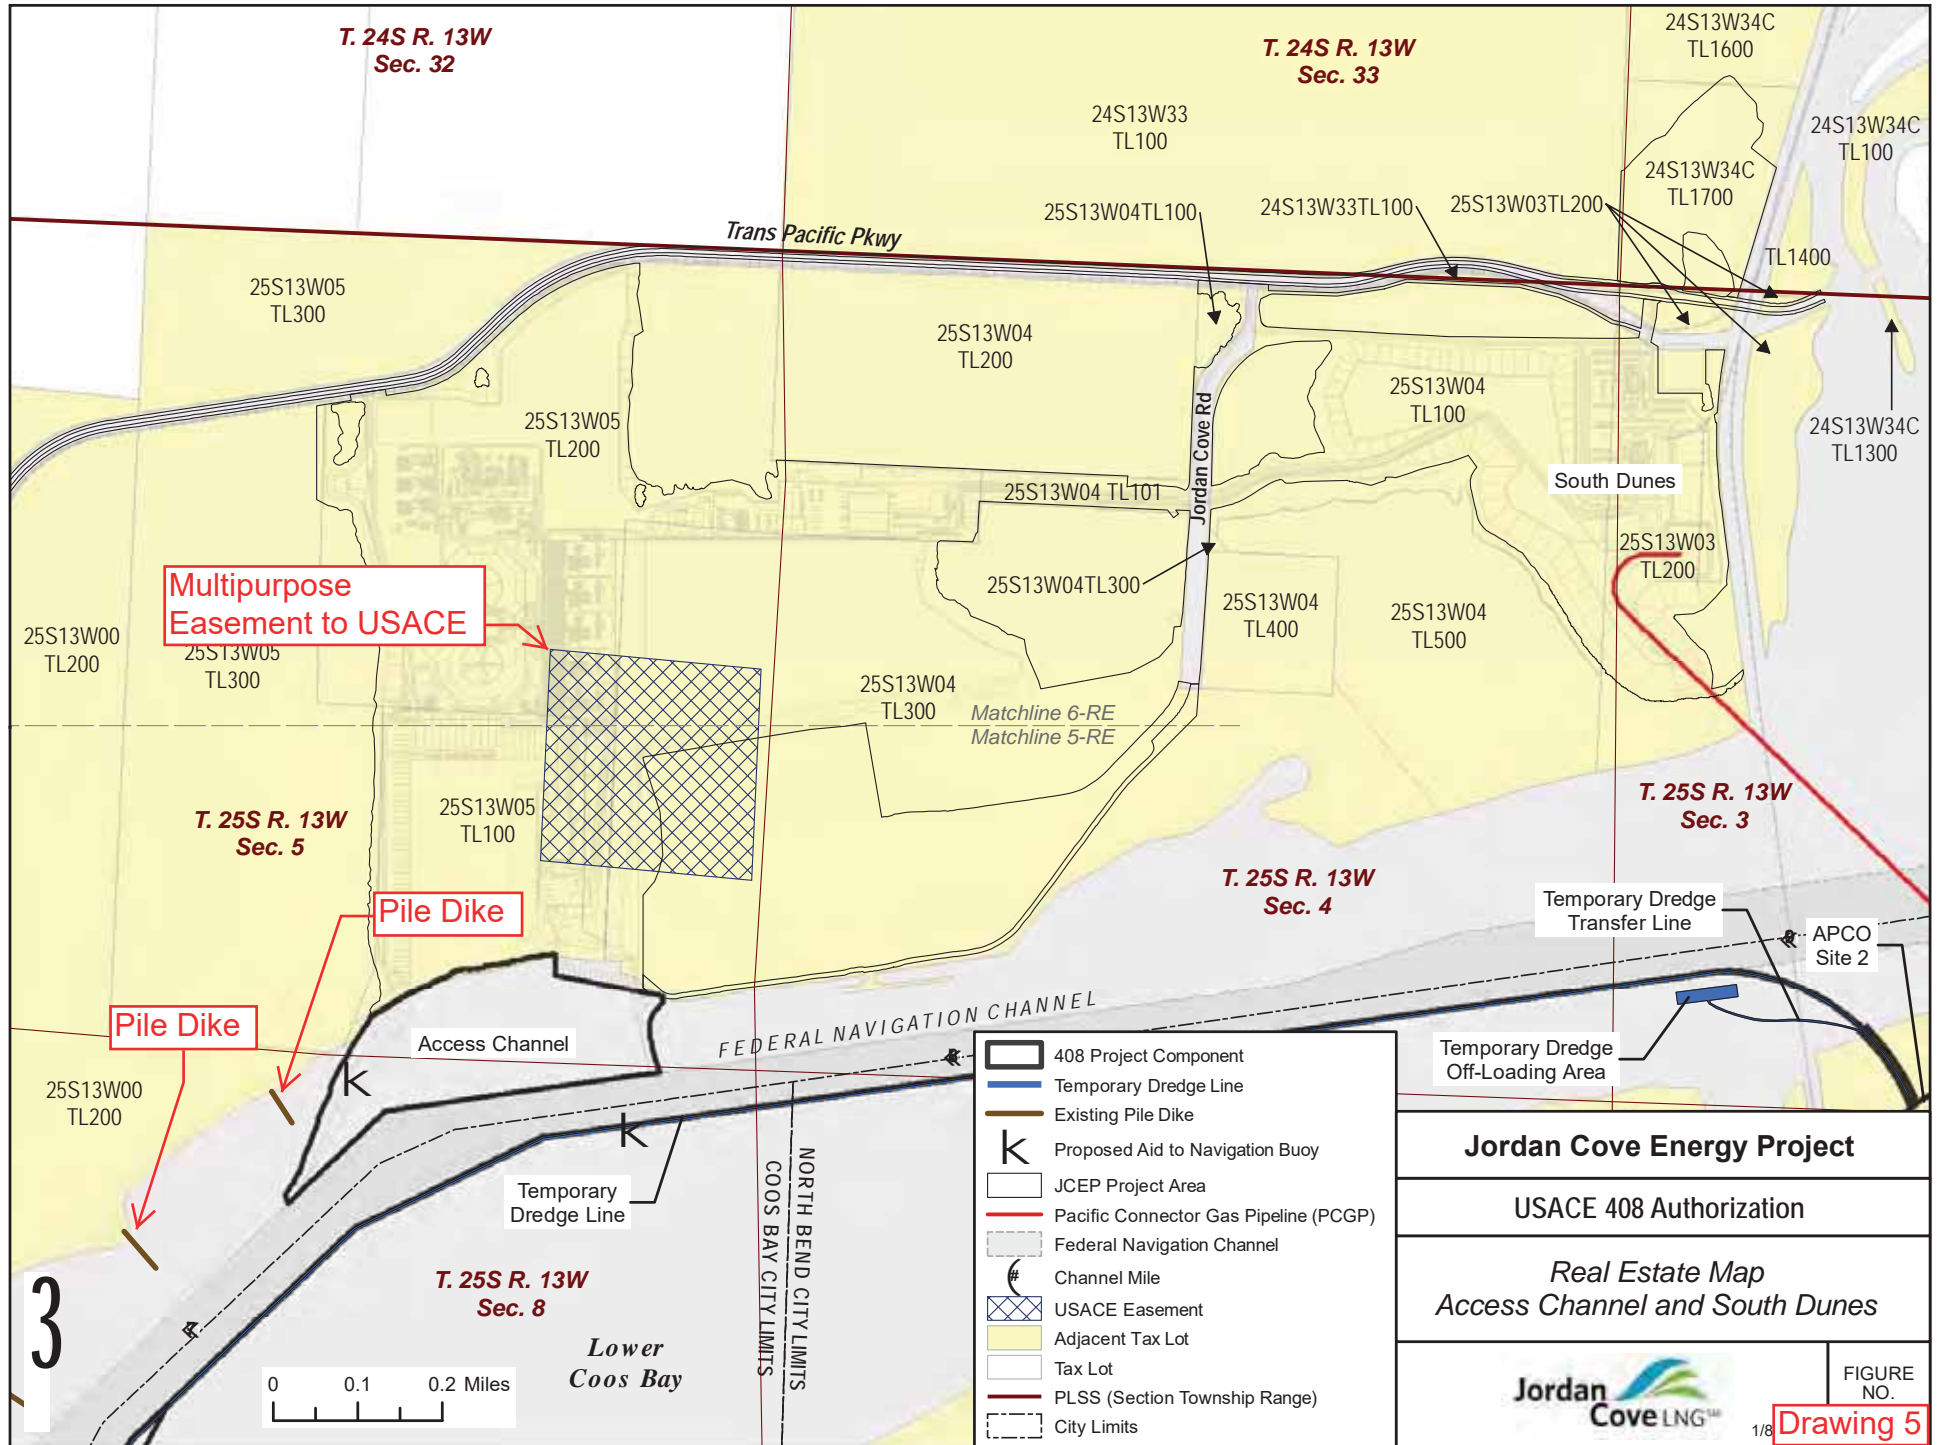 T. 24S R. 13W
Sec. 32
T. 24S R. 13W
Sec. 33
24S13W34C
TL1600
24S13W33
TL100
24S13W34C
TL100
24S13W34C
TL1700
25S13W04TL100
24S13W33TL100
25S13W03TL200
Trans Pacific Pkwy
TL1400
25S13W05
TL300
25S13W04
TL200
25S13W04
TL100
24S13W34C
TL1300
25S13W05
TL200
Jordan Cove Rd
South Dunes
25S13W04 TL101
25S13W03
TL200
Multipurpose
Easement to USACE
25S13W04TL300
25S13W04
TL400
25S13W04
TL500
25S13W00
TL200
25S13W05
TL300
25S13W04
TL300
Matchline 6-RE
Matchline 5-RE
T. 25S R. 13W
Sec. 5
25S13W05
TL100
T. 25S R. 13W
Sec. 3
T. 25S R. 13W
Sec. 4
Pile Dike
Temporary Dredge
Transfer Line
APCO
Site 2
Pile Dike
Access Channel
FEDERAL NAVIGATION CHANNEL
Temporary Dredge
Off-Loading Area
25S13W00
TL200
k
k
Temporary
Dredge Line
COOS BAY CITY LIMITS
NORTH BEND CITY LIMITS
T. 25S R. 13W
Sec. 8
Lower
Coos Bay
3
0 0.1 0.2 Miles
408 Project Component
Temporary Dredge Line
Existing Pile Dike
k Proposed Aid to Navigation Buoy
JCEP Project Area
Pacific Connector Gas Pipeline (PCGP)
Federal Navigation Channel
# Channel Mile
USACE Easement
Adjacent Tax Lot
Tax Lot
PLSS (Section Township Range)
City Limits
Jordan Cove Energy Project
USACE 408 Authorization
Real Estate Map
Access Channel and South Dunes
Jordan
Cove LNG
FIGURE
NO.
1/8
Drawing 5